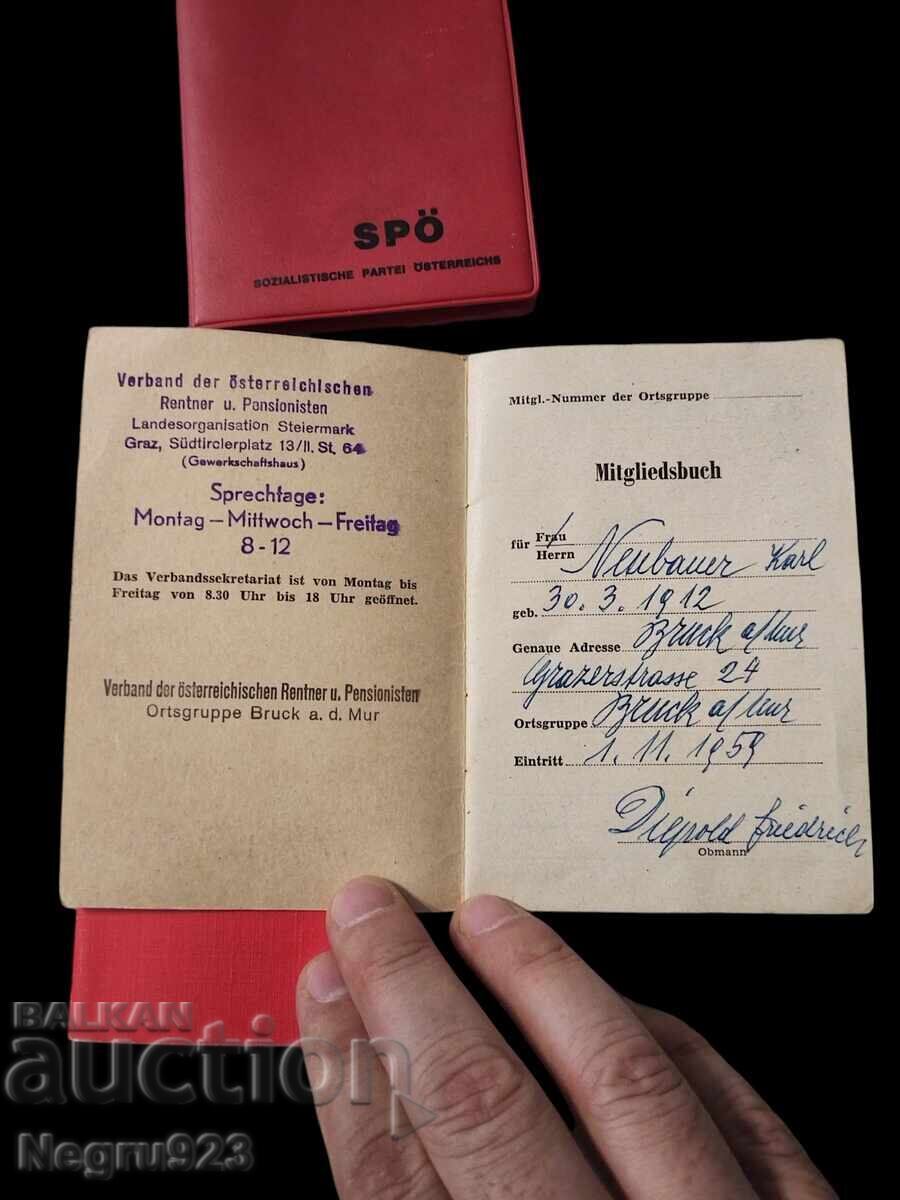 SPÖ
SOZIALISTISCHE PARTEI ÖSTERREICHS
Verband der österreichischen
Rentner u. Pensionisten
Landesorganisation Steiermark
Graz, Südtirolerplatz 13/II. St. 64
(Gewerkschaftshaus)
Sprechtage:
Montag – Mittwoch – Freitag
8 - 12
Das Verbandssekretariat ist von Montag bis
Freitag von 8.30 Uhr bis 18 Uhr geöffnet.
Verband der österreichischen Rentner u. Pensionisten
Ortsgruppe Bruck a. d. Mur
Mitgl.-Nummer der Ortsgruppe
Mitgliedsbuch
für Frau
Herrn Neubauer Karl
geb. 30. 3. 1912
Genaue Adresse Bruck a/Mur
Grazerstrasse 24
Ortsgruppe Bruck a/Mur
Eintritt 1. 11. 1959
Diepold Friedrich
Obmann
BALKAN
auction
Negru923